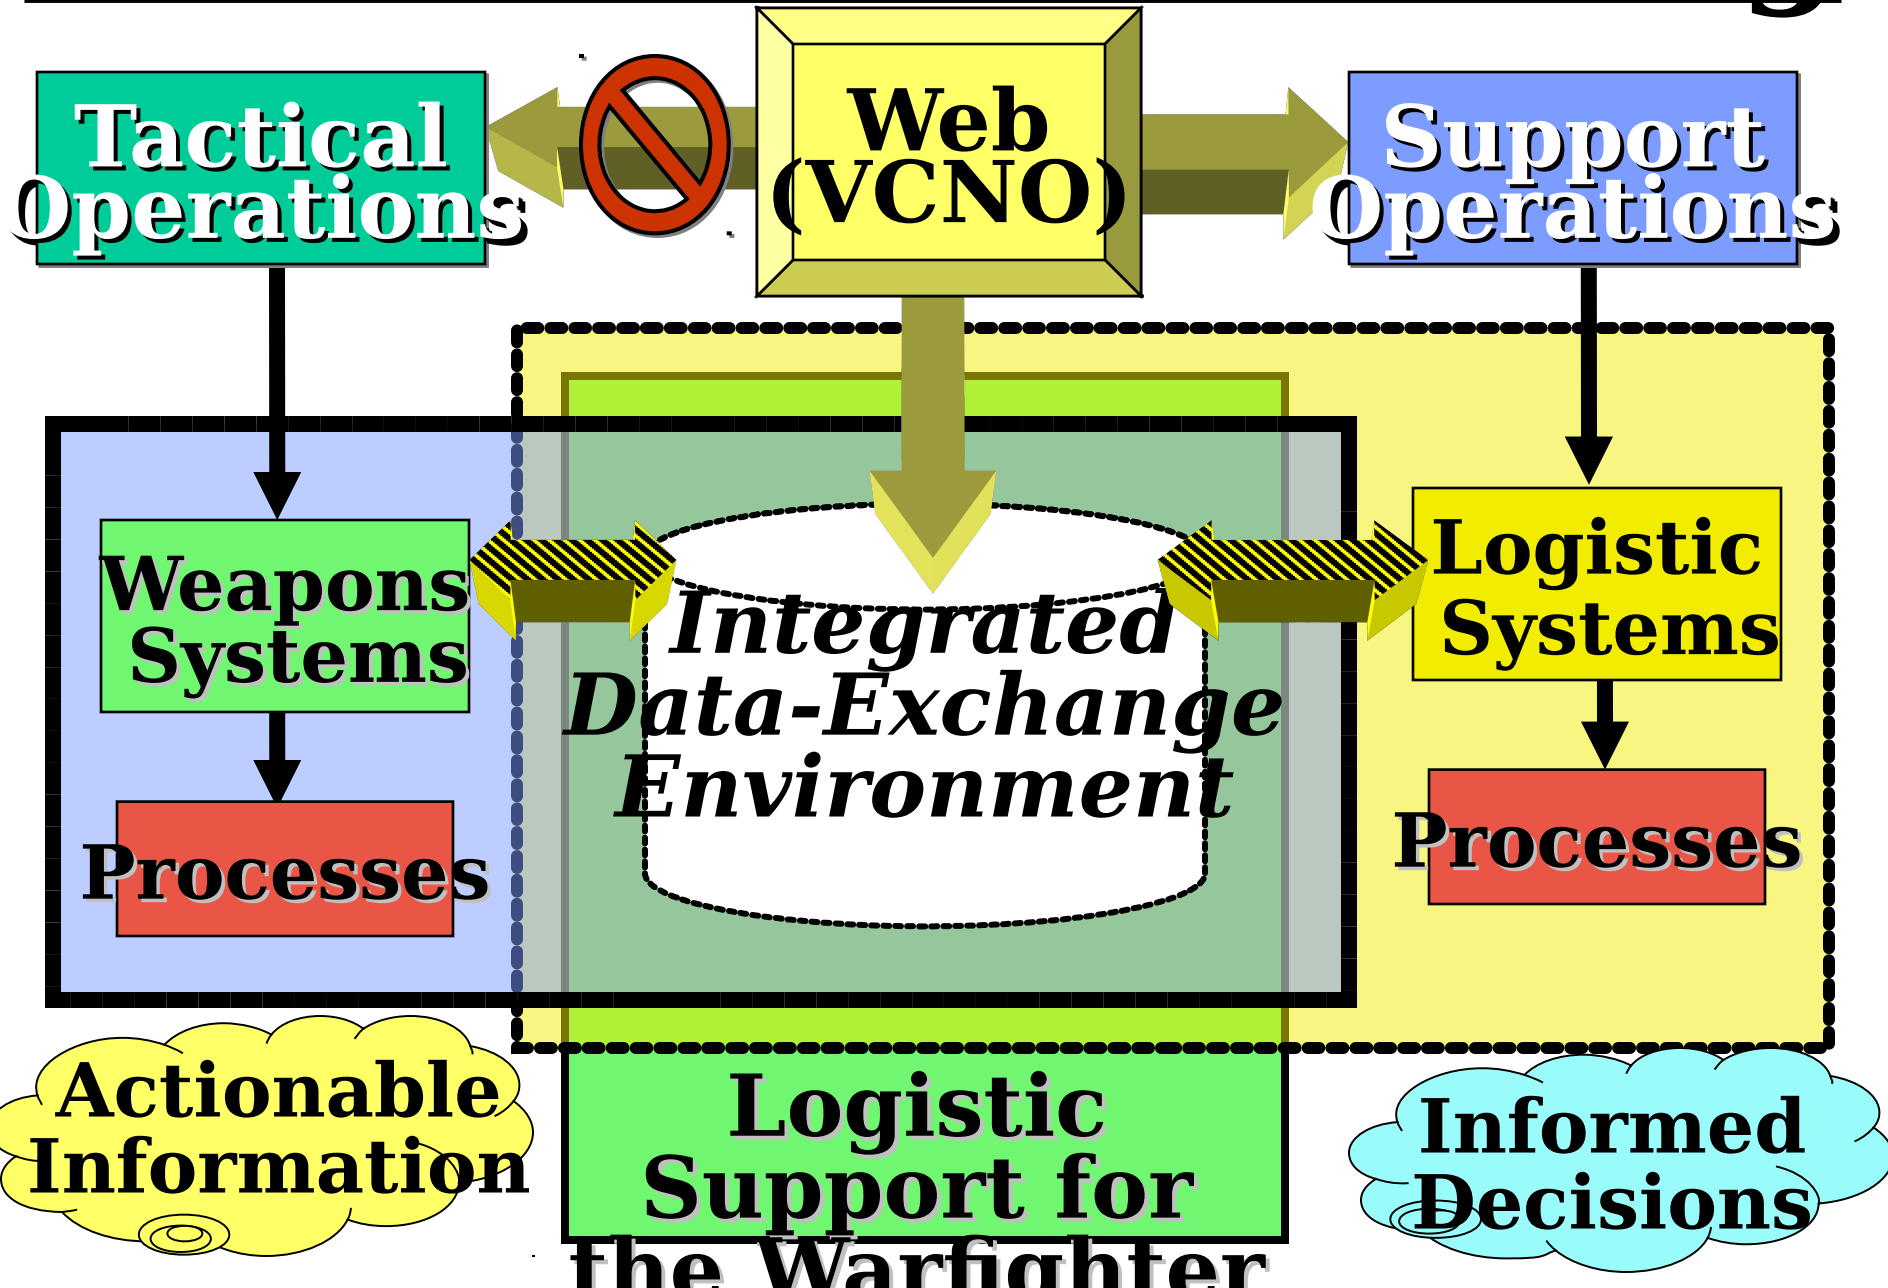 Tactical
Operations
Web
(VCNO)
Support
Operations
Weapons
Systems
Processes
Integrated
Data-Exchange
Environment
Logistic
Systems
Processes
Actionable
Information
Logistic
Support for
the Warfighter
Informed
Decisions